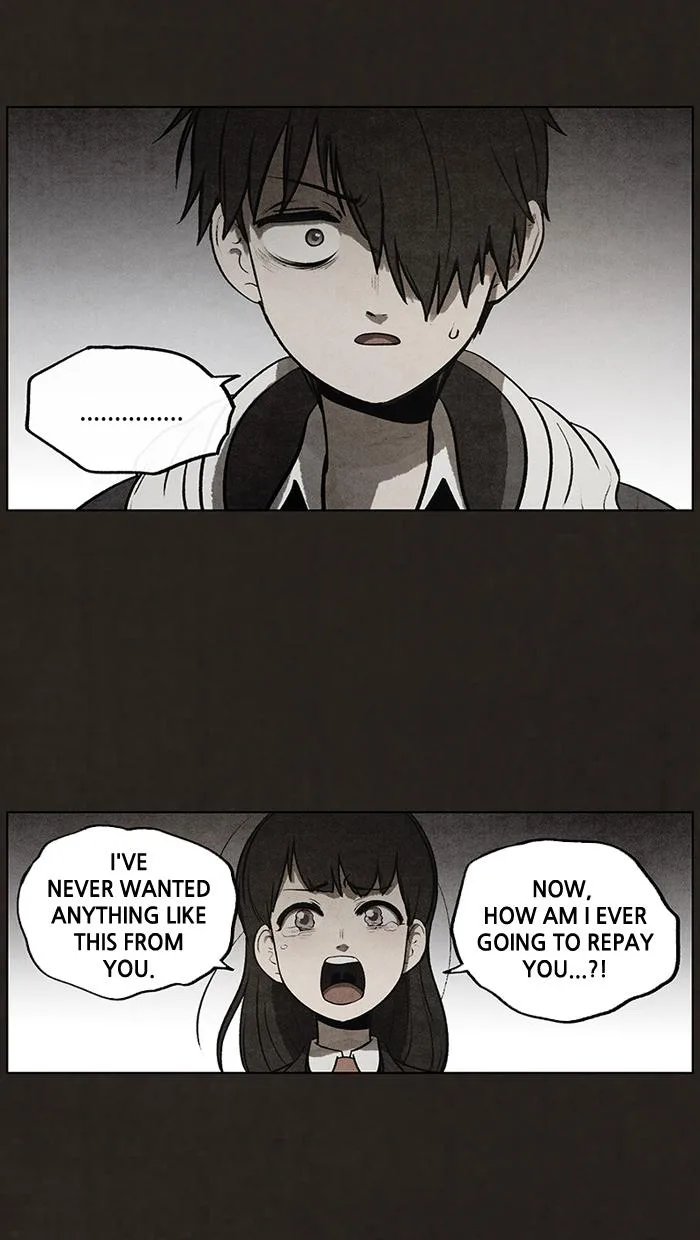 ...............
I'VE
NEVER WANTED
ANYTHING LIKE
THIS FROM
YOU.
NOW,
HOW AM I EVER
GOING TO REPAY
YOU...?!